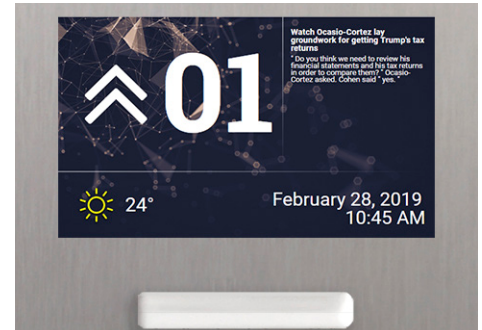 Watch Ocasio-Cortez lay
groundwork for getting Trump's tax
returns
" Do you think we need to review his
financial statements and his tax returns
in order to compare them? " Ocasio-
Cortez asked. Cohen said " yes. "
01
24°
February 28, 2019
10:45 AM